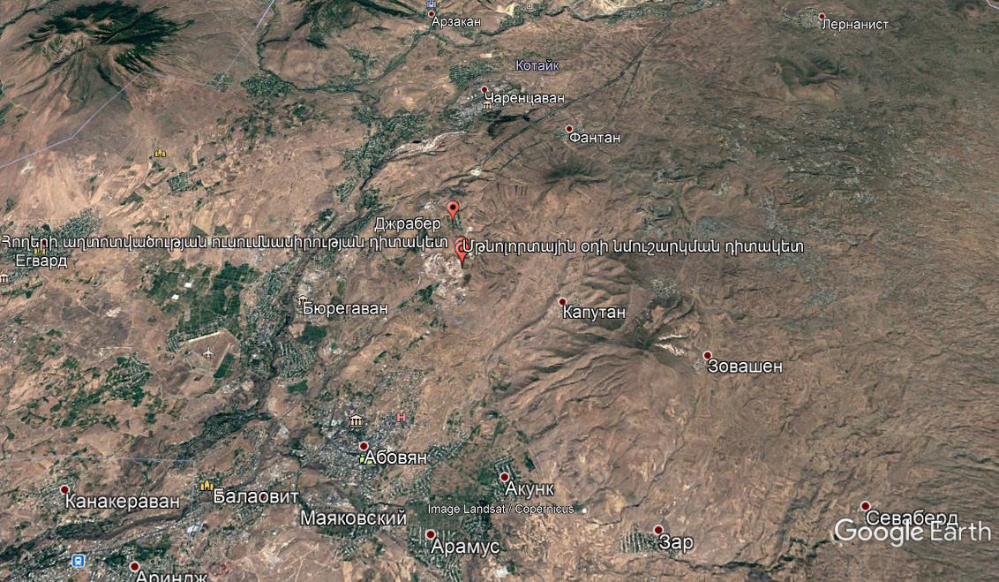 Арзакан
Лернанист
Котайк
Чаренцаван
Фантан
Джрабер
Հողերի աղտոտվածության ուսումնասիրության դիտակետ
Մթնոլորտային օդի նմուշարկման դիտակետ
Егвард
Бюрегаван
Капутан
Зовашен
H
Абовян
Акунк
Канакераван
Балаовит
Маяковский
Image Landsat / Copernicus
Севаберд
Google Earth
Зар
Арамус
Ариндж